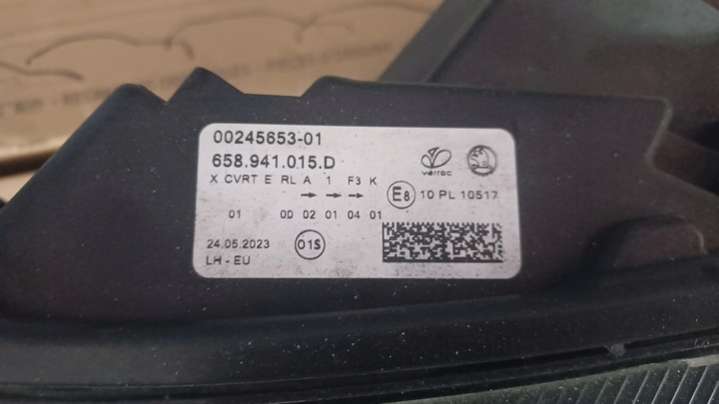 00245653-01
658.941.015.D
X CVRT E RL A 1 F3 K
→ → →
01 00 02 01 04 01
24.05.2023 01S
LH - EU
varroc
E8 10 PL 10517